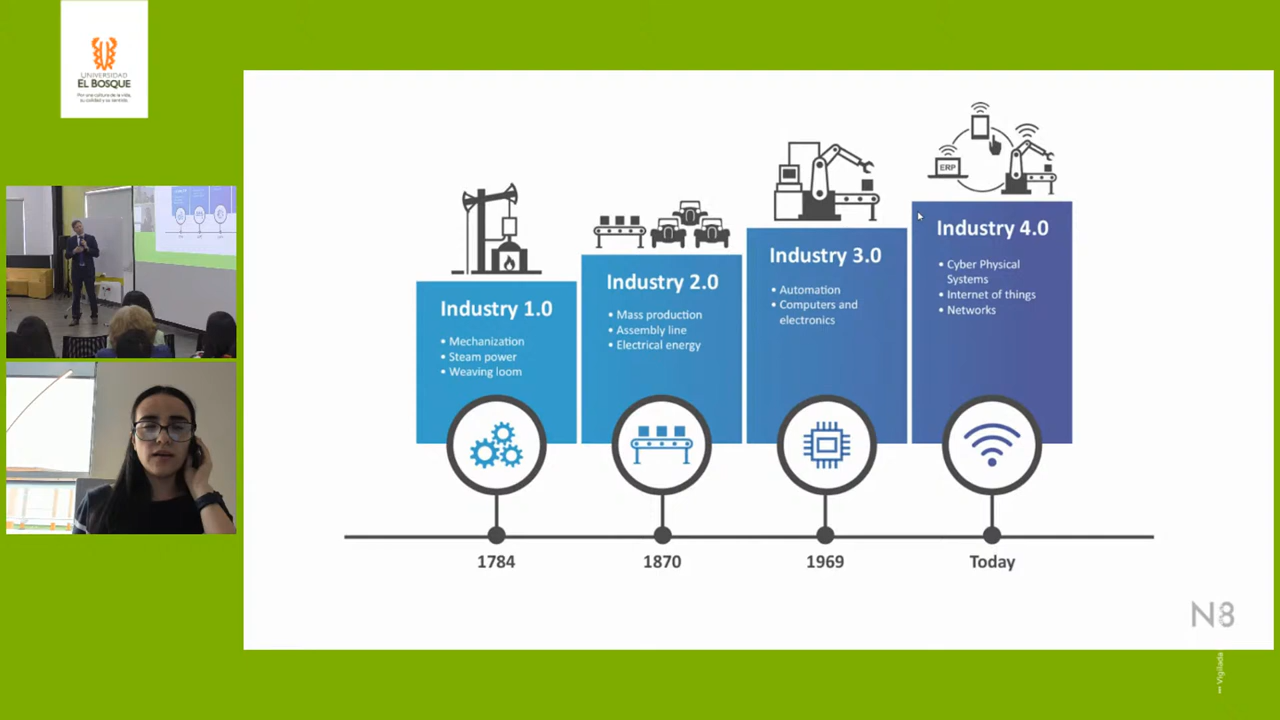 UNIVERSIDAD
EL BOSQUE
Por una cultura de la vida,
su calidad y su sentido.
ERP
Industry 1.0
• Mechanization
• Steam power
• Weaving loom
Industry 2.0
• Mass production
• Assembly line
• Electrical energy
Industry 3.0
• Automation
• Computers and
electronics
Industry 4.0
• Cyber Physical
Systems
• Internet of things
• Networks
1784
1870
1969
Today
Vigilada